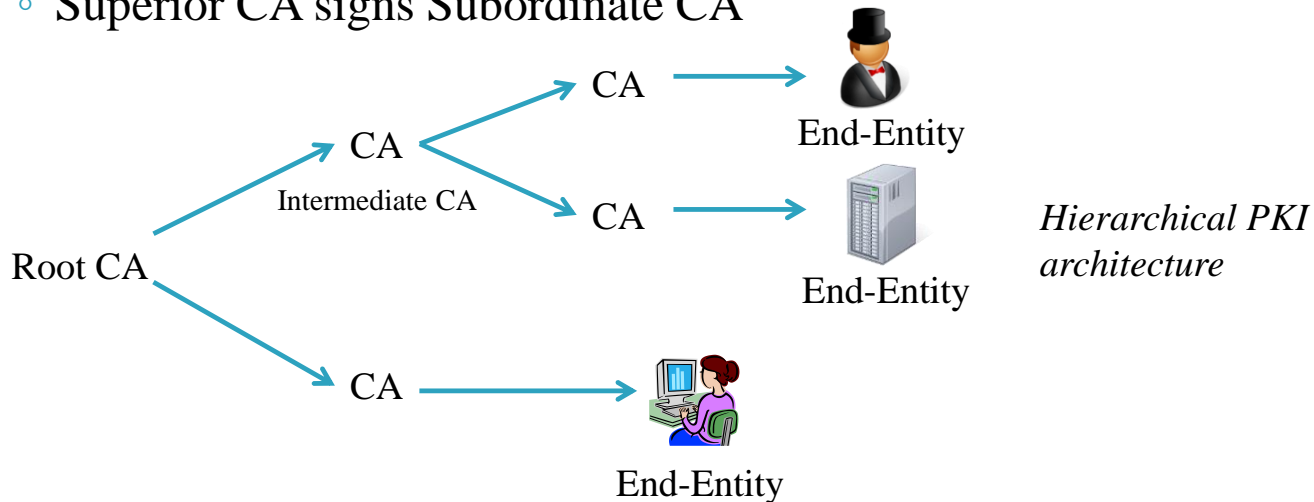 ◦ Superior CA signs Subordinate CA
CA
End-Entity
CA
Intermediate CA
CA
Hierarchical PKI
architecture
Root CA
End-Entity
CA
End-Entity